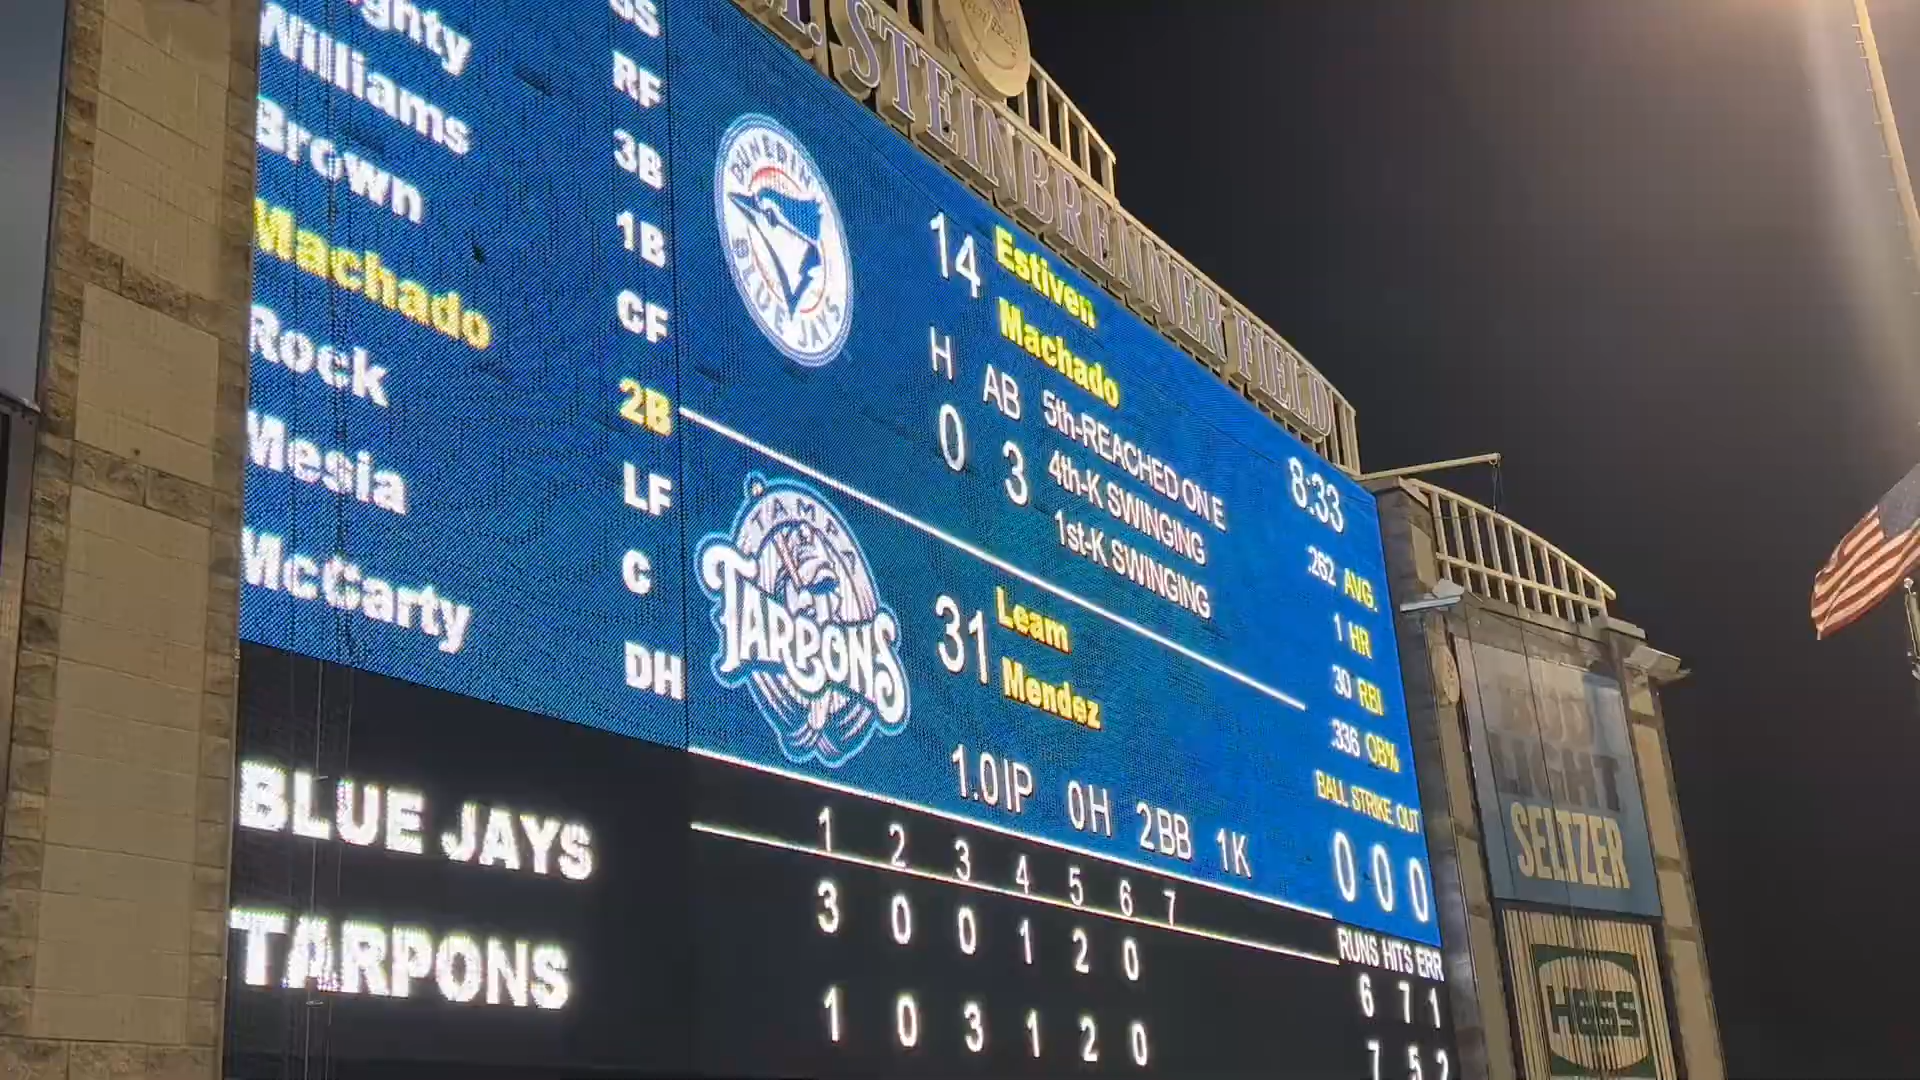 STEINBRENNER FIELD
SS
Williams RF
Brown 3B
Machado 1B
Rock CF
Mesia 2B
McCarty LF
C
DH
DUNEDIN
BLUE JAYS
14 Estiven
Machado
H AB
0 3
5th-REACHED ON E
4th-K SWINGING
1st-K SWINGING
8:33
.262 AVG.
1 HR
30 RBI
.336 OB%
BALL STRIKE OUT
0 0 0
TAMPA
TARPONS
31 Leam
Mendez
1.0 IP 0H 2BB 1K
1 2 3 4 5 6 7 RUNS HITS ERR
BLUE JAYS 3 0 0 1 2 0 6 7 1
TARPONS 1 0 3 1 2 0 7 5 2
SELTZER
HESS